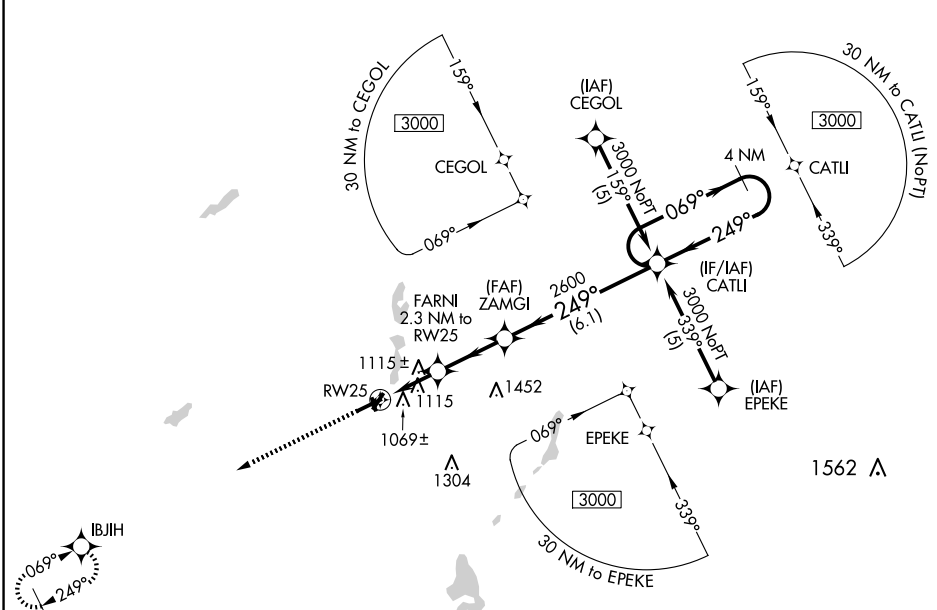 30 NM to CEGOL
159°
3000
CEGOL
069°
(IAF)
CEGOL
3000 NoPT
159°
(5)
4 NM
069°
249°
30 NM to CATLI (NoPT)
159°
3000
CATLI
339°
(IF/IAF)
CATLI
2600
249°
(6.1)
(FAF)
ZAMGI
FARNI
2.3 NM to
RW25
3000 NoPT
339°
(5)
(IAF)
EPEKE
1115±
1115
RW25
1452
1069±
1304
069°
EPEKE
3000
339°
30 NM to EPEKE
1562
IBJIH
069°
249°